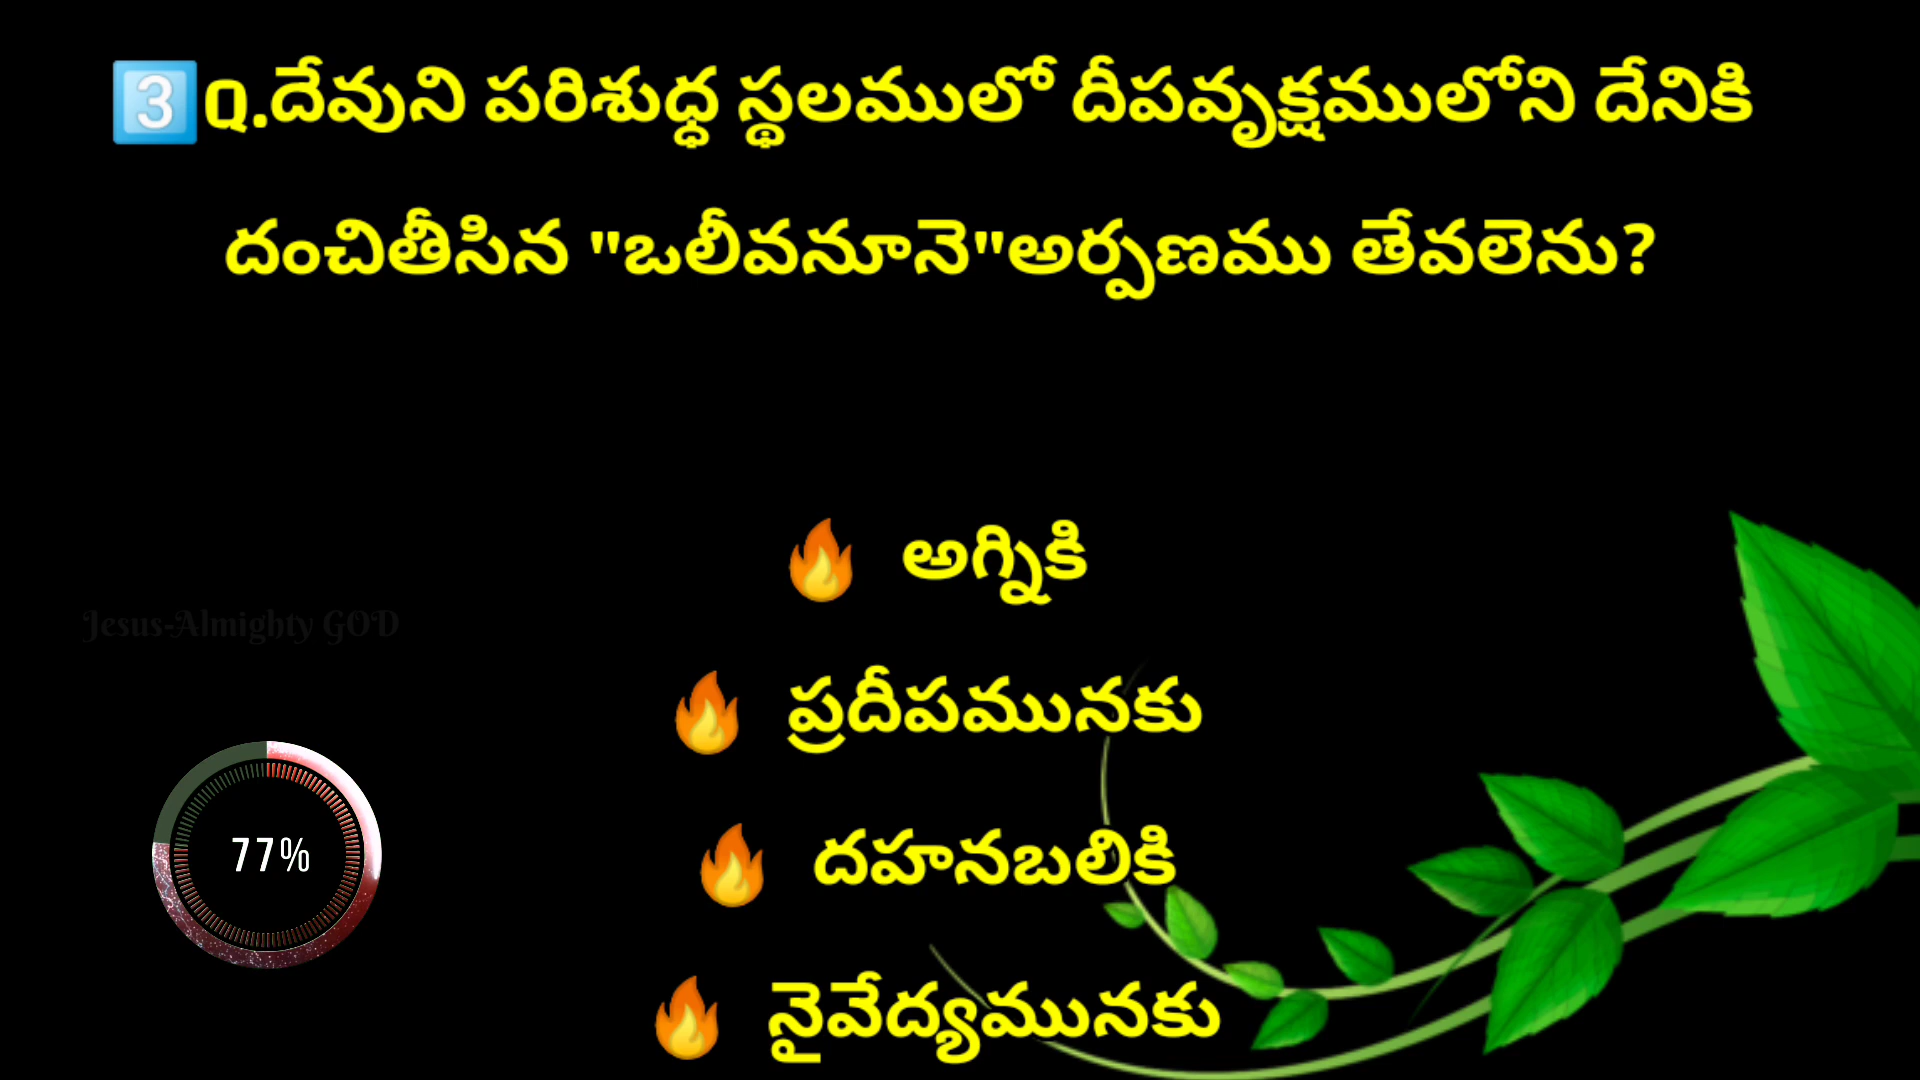 3️⃣Q.దేవుని పరిశుధ్ధ స్థలములో దీపవృక్షములోని దేనికి
దంచితీసిన "ఒలీవనూనె"అర్పణము తేవలెను?
🔥 అగ్నికి
🔥 ప్రదీపమునకు
🔥 దహనబలికి
🔥 నైవేద్యమునకు
Jesus-Almighty GOD
77%